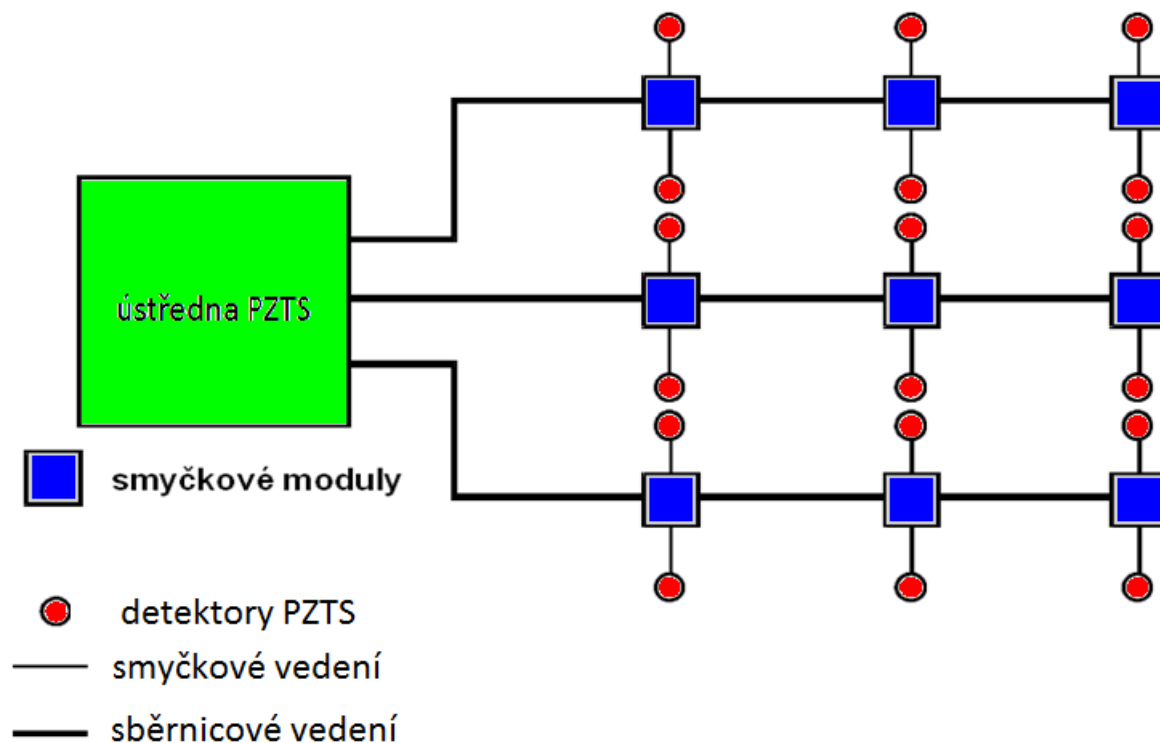 ústředna PZTS
smyčkové moduly
detektory PZTS
smyčkové vedení
sběrnicové vedení